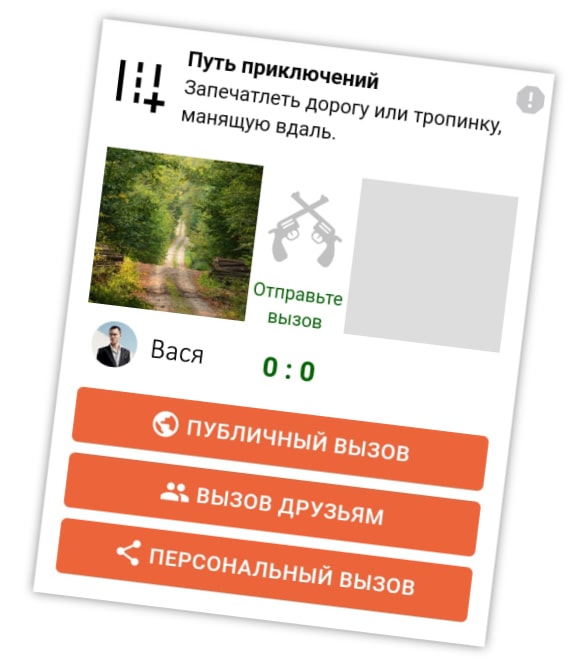 Путь приключений
Запечатлеть дорогу или тропинку,
манящую вдаль.
Отправьте
вызов
Вася
0 : 0
ПУБЛИЧНЫЙ ВЫЗОВ
ВЫЗОВ ДРУЗЬЯМ
ПЕРСОНАЛЬНЫЙ ВЫЗОВ